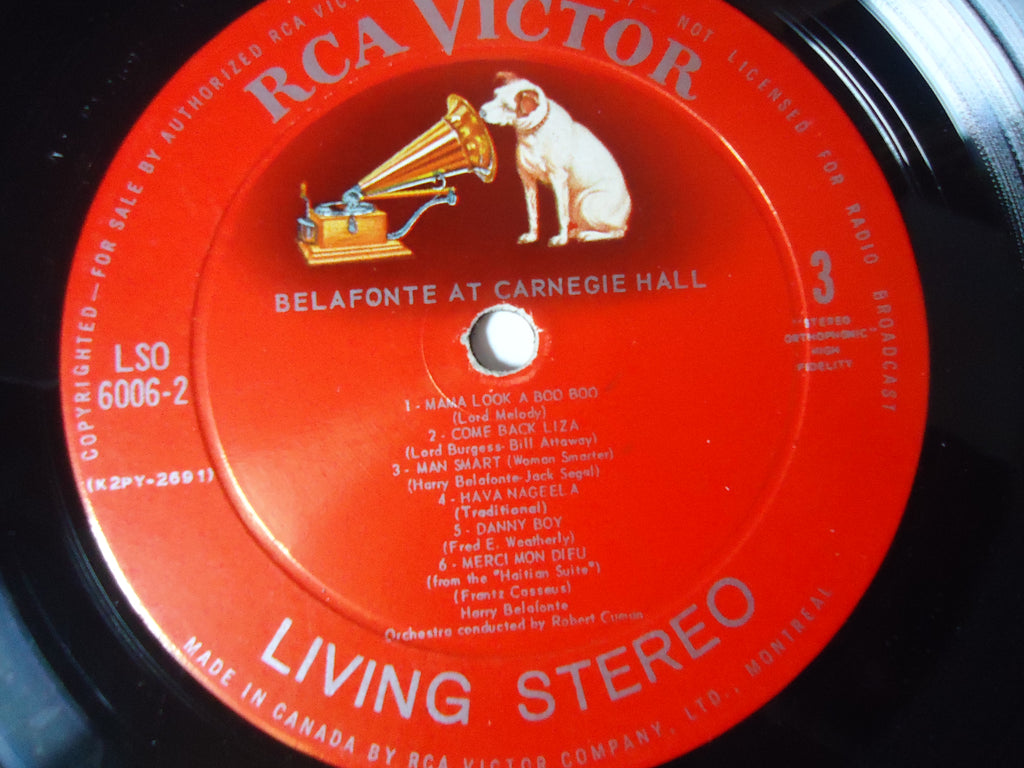 COPYRIGHTED—FOR SALE BY AUTHORIZED RCA
NOT LICENSED FOR RADIO BROADCAST
RCA VICTOR
BELAFONTE AT CARNEGIE HALL
3
"STEREO
ORTHOPHONIC"
HIGH
FIDELITY
LSO
6006-2
(K2PY-2691)
1 - MAMA LOOK A BOO BOO
(Lord Melody)
2 - COME BACK LIZA
(Lord Burgess- Bill Attaway)
3 - MAN SMART (Woman Smarter)
(Harry Belafonte-Jack Segal)
4 - HAVA NAGEELA
(Traditional)
5 - DANNY BOY
(Fred E. Weatherly)
6 - MERCI MON DIEU
(from the "Haitian Suite")
(Frantz Casseus)
Harry Belafonte
Orchestra conducted by Robert
LIVING STEREO
MADE IN CANADA BY RCA VICTOR COMPANY, LTD., MONTREAL